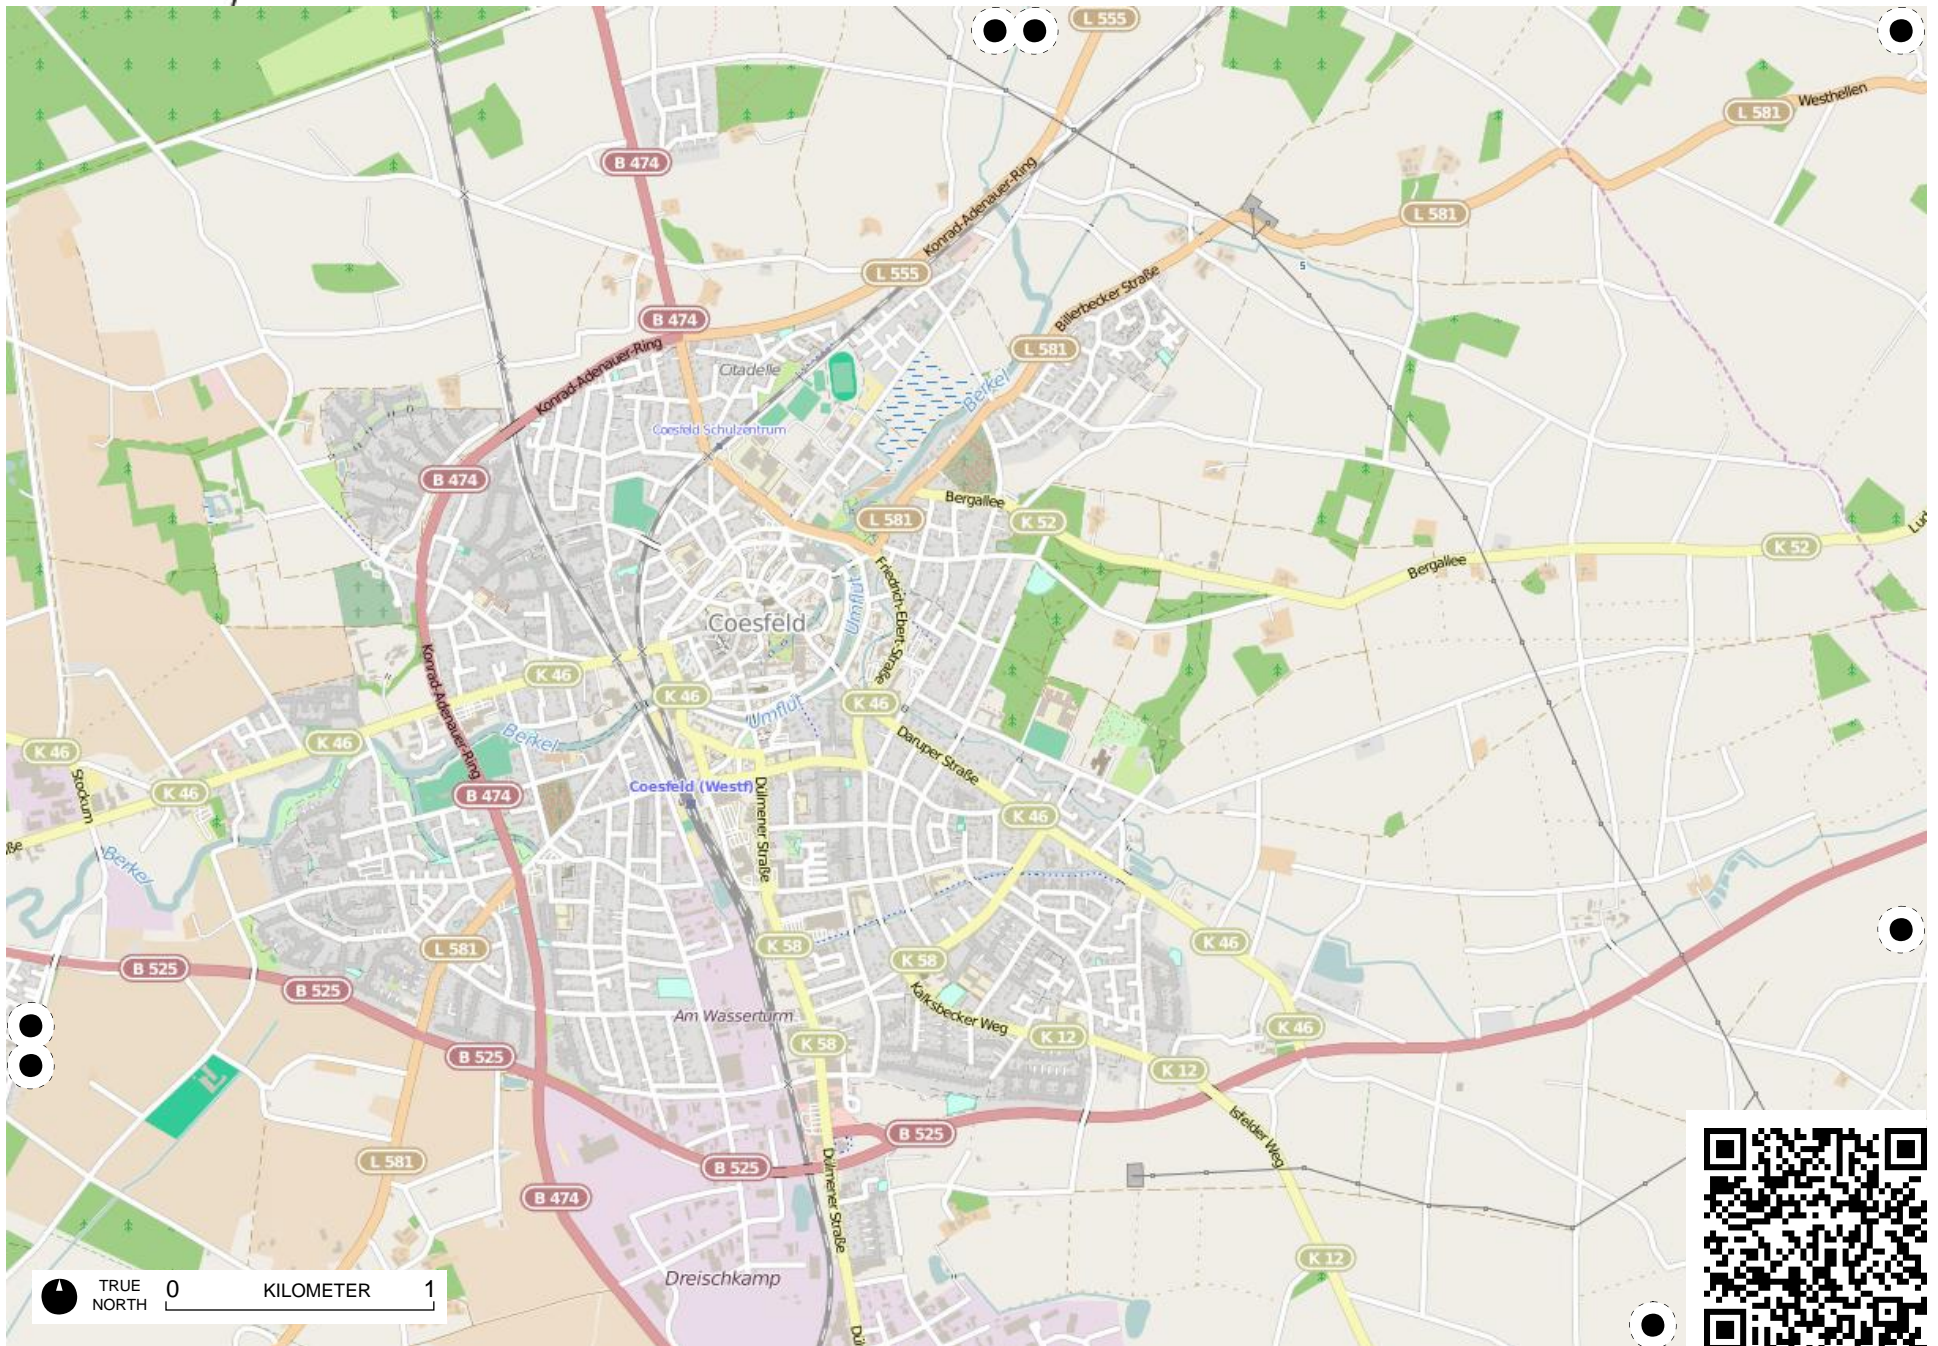 L 555
Westhellen
L 581
B 474
Konrad-Adenauer-Ring
L 581
L 555
5
B 474
Billerbecker Straße
Konrad-Adenauer-Ring
L 581
Citadelle
Berkel
Coesfeld Schulzentrum
B 474
Bergallee
L 581
K 52
K 52
Bergallee
Friedrich-Ebert-Straße
Umflut
Coesfeld
Konrad-Adenauer-Ring
K 46
K 46
K 46
Umflut
Berkel
K 46
K 46
Daruper Straße
Stockum
K 46
Coesfeld (Westf)
B 474
Dülmener Straße
K 46
Berkel
K 58
L 581
K 46
K 58
B 525
B 525
Kalksbecker Weg
Am Wasserturm
K 46
K 12
K 58
B 525
K 12
Isfelder Weg
B 525
L 581
B 525
B 474
Dülmener Straße
K 12
Dreischkamp
TRUE
NORTH
0 KILOMETER 1